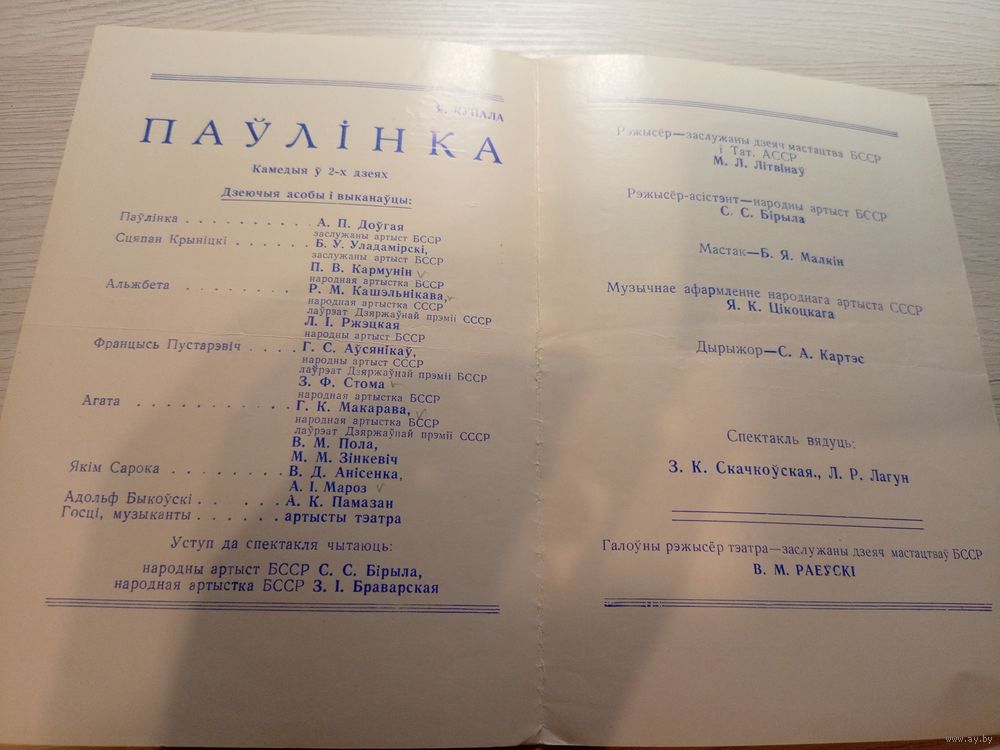 Я. КУПАЛА
ПАЎЛІНКА
Камедыя ў 2-х дзеях
Дзеючыя асобы і выканаўцы:
Паўлінка . . . . . . . . . . А. П. Доўгая
заслужаны артыст БССР
Сцяпан Крыніцкі . . . . . . Б. У. Уладамірскі,
заслужаны артыст БССР
П. В. Кармунін
народная артыстка БССР
Альжбета . . . . . . . . . . Р. М. Кашэльнікава,
народная артыстка СССР
лаўрэат Дзяржаўнай прэміі СССР
Л. І. Ржэцкая
народны артыст БССР
Францысь Пустарэвіч . . . . Г. С. Аўсянікаў,
народны артыст СССР
лаўрэат Дзяржаўнай прэміі БССР
З. Ф. Стома
народная артыстка БССР
Агата . . . . . . . . . . . Г. К. Макарава,
народная артыстка БССР
лаўрэат Дзяржаўнай прэміі СССР
В. М. Пола,
М. М. Зінкевіч
Якім Сарока . . . . . . . . В. Д. Анісенка,
А. І. Мароз
Адольф Быкоўскі . . . . . . А. К. Памазан
Госці, музыканты . . . . . . артысты тэатра
Уступ да спектакля чытаюць:
народны артыст БССР С. С. Бірыла,
народная артыстка БССР З. І. Браварская
Рэжысёр—заслужаны дзеяч мастацтва БССР
і Тат. АССР
М. Л. Літвінаў
Рэжысёр-асістэнт—народны артыст БССР
С. С. Бірыла
Мастак—Б. Я. Малкін
Музычнае афармленне народнага артыста СССР
Я. К. Цікоцкага
Дырыжор—С. А. Картэс
Спектакль вядуць:
З. К. Скачкоўская., Л. Р. Лагун
Галоўны рэжысёр тэатра—заслужаны дзеяч мастацтваў БССР
В. М. РАЕЎСКІ
www.ay.by